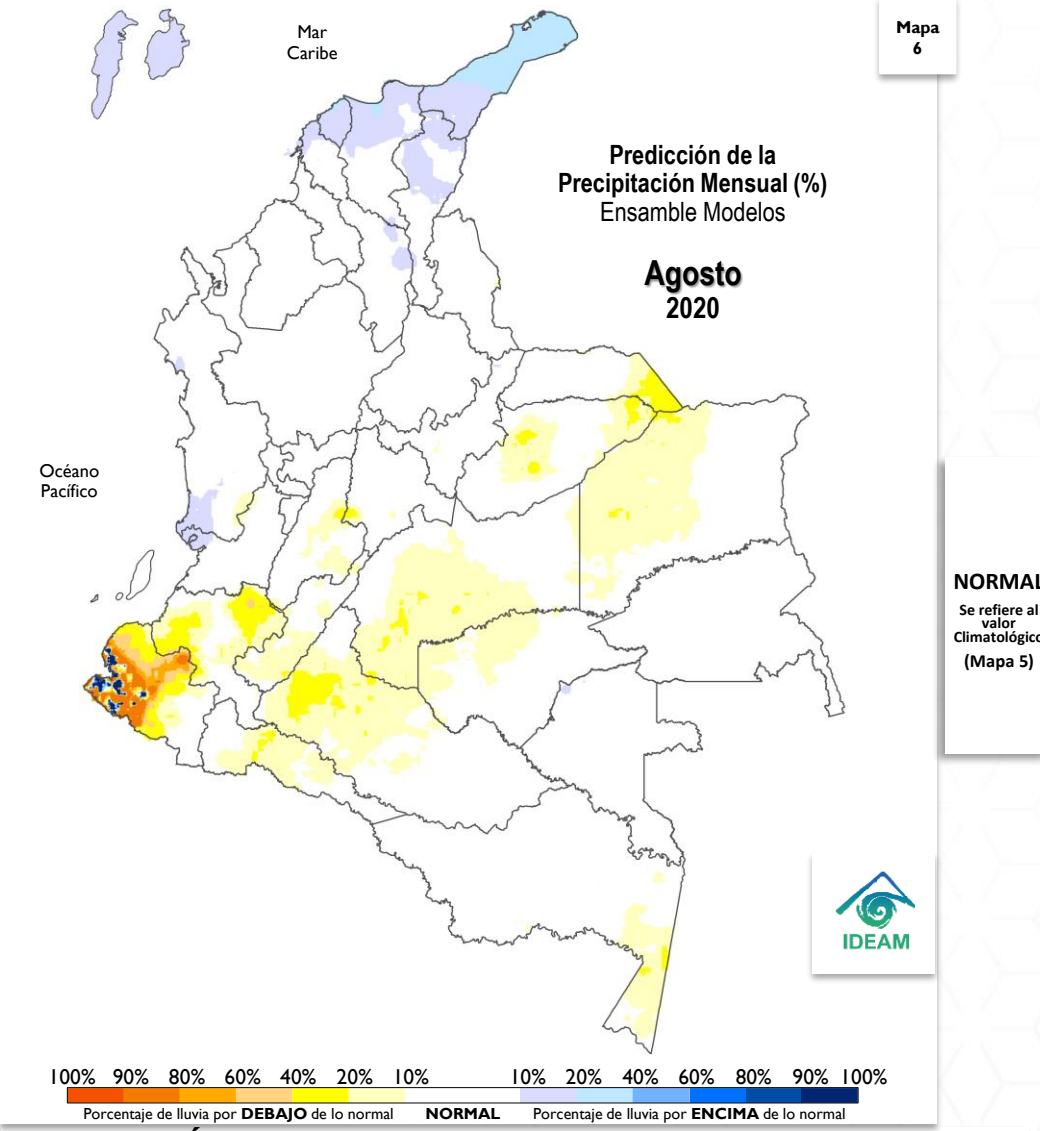 Mar
Caribe
Mapa
6
Predicción de la
Precipitación Mensual (%)
Ensamble Modelos
Agosto
2020
Océano
Pacífico
NORMAL
Se refiere al
valor
Climatológico
(Mapa 5)
IDEAM
100% 90% 80% 60% 40% 20% 10% 10% 20% 40% 60% 80% 90% 100%
Porcentaje de lluvia por DEBAJO de lo normal NORMAL Porcentaje de lluvia por ENCIMA de lo normal